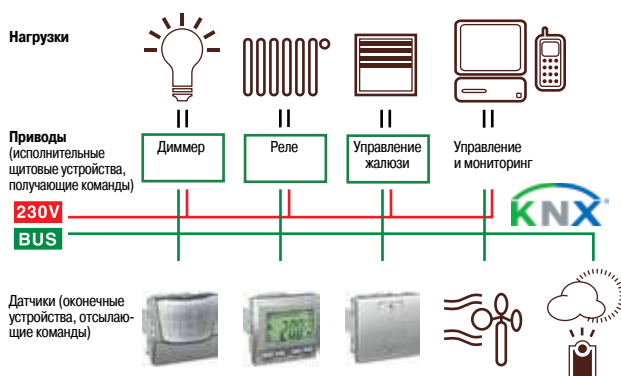 Нагрузки
Приводы
(исполнительные
щитовые устройства,
получающие команды)
Диммер
Реле
Управление
жалюзи
Управление
и мониторинг
230V
BUS
KNX
Датчики (оконечные
устройства, отсылаю-
щие команды)